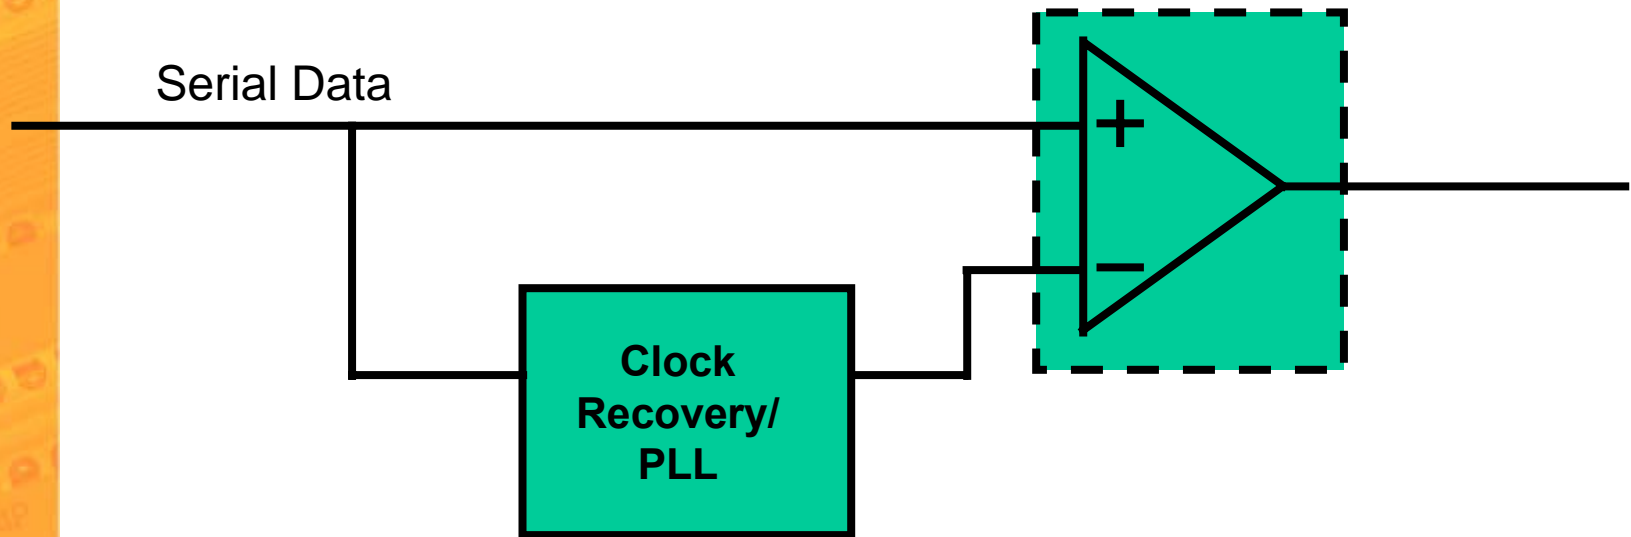 Serial Data
+
−
Clock
Recovery/
PLL